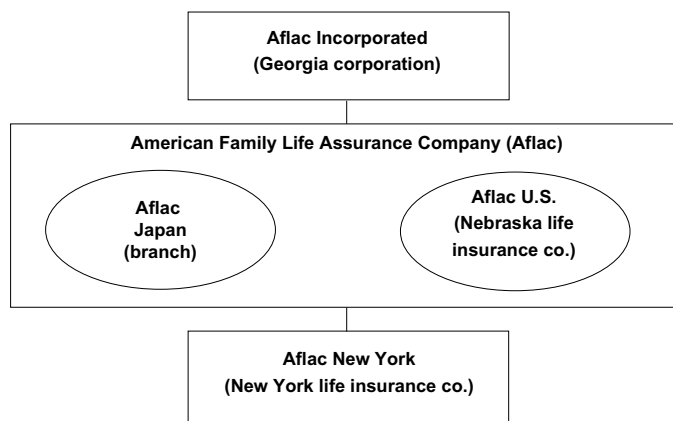 Aflac Incorporated
(Georgia corporation)
American Family Life Assurance Company (Aflac)
Aflac
Japan
(branch)
Aflac U.S.
(Nebraska life
insurance co.)
Aflac New York
(New York life insurance co.)